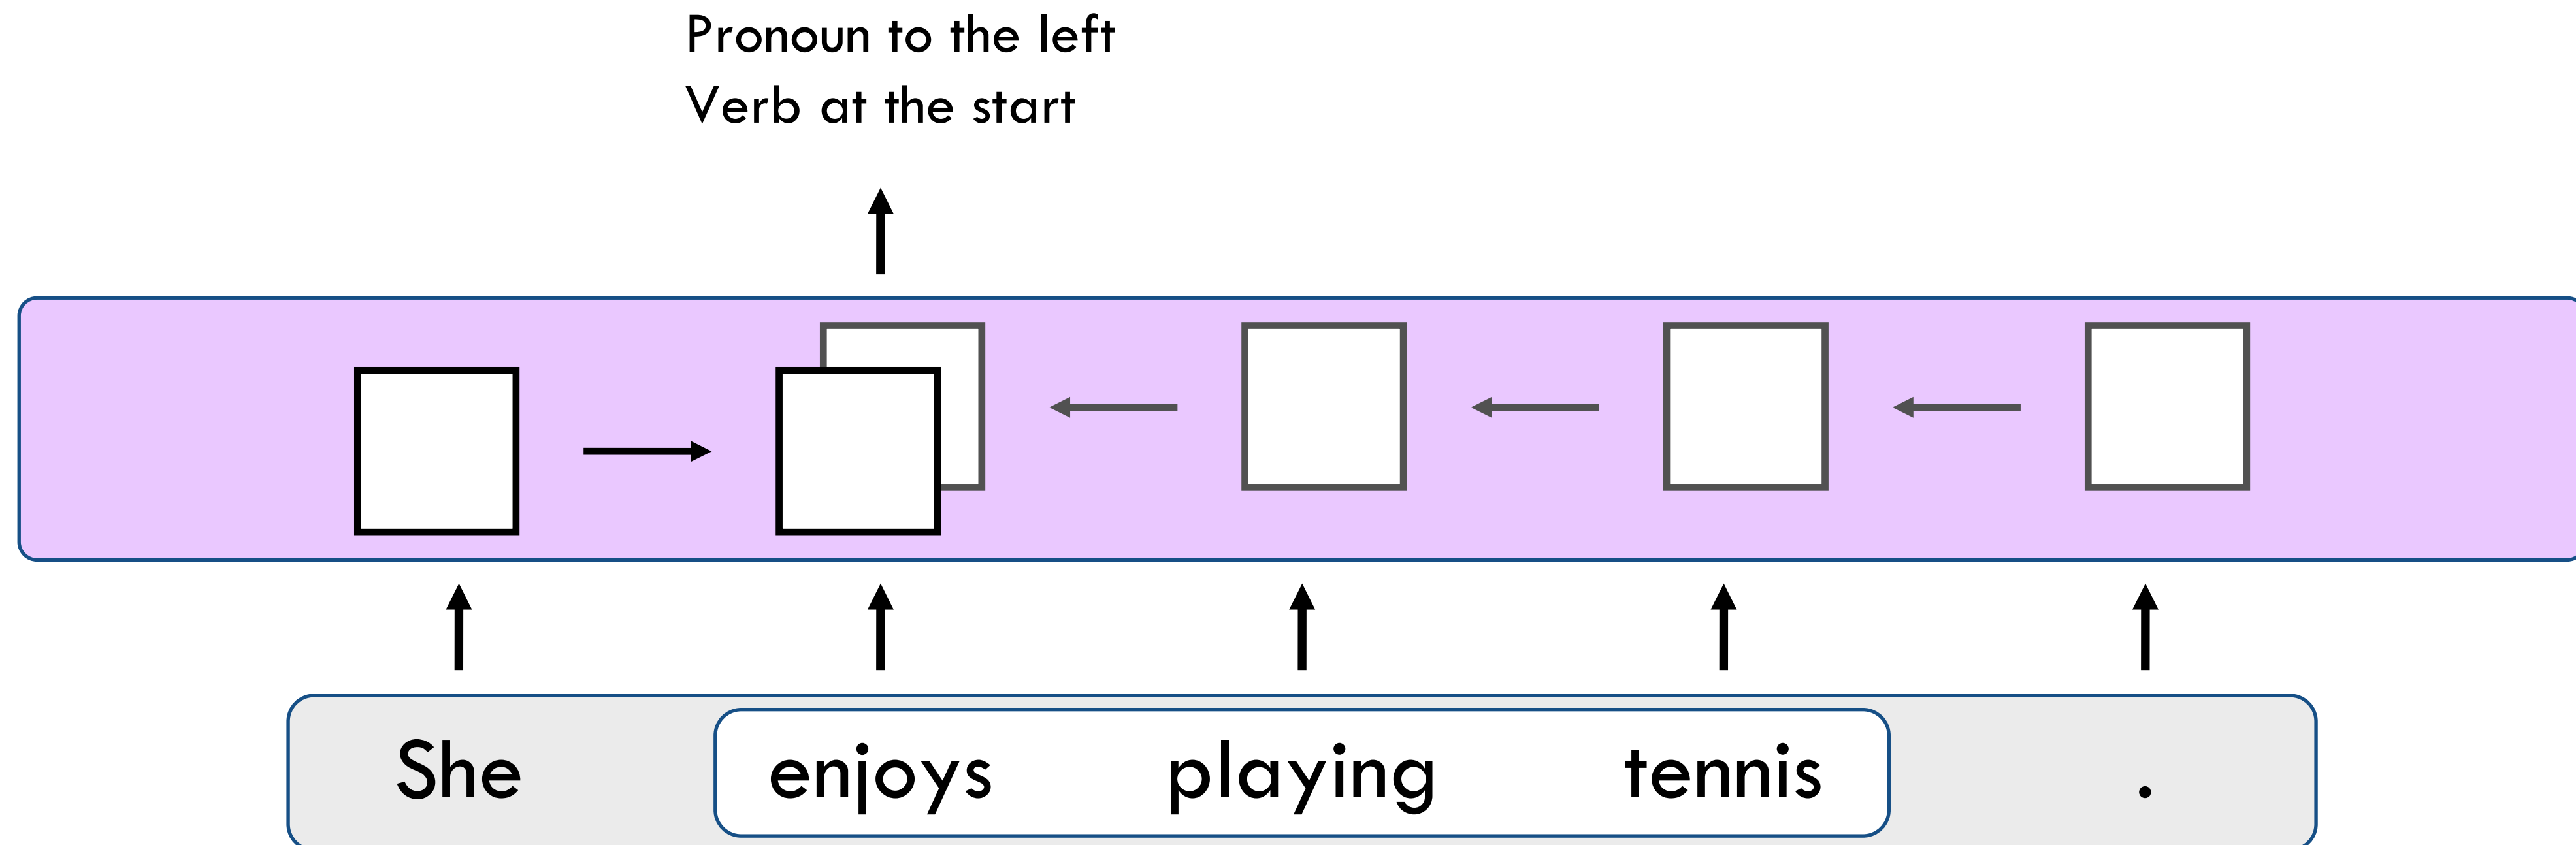 Pronoun to the left
Verb at the start
She enjoys playing tennis .